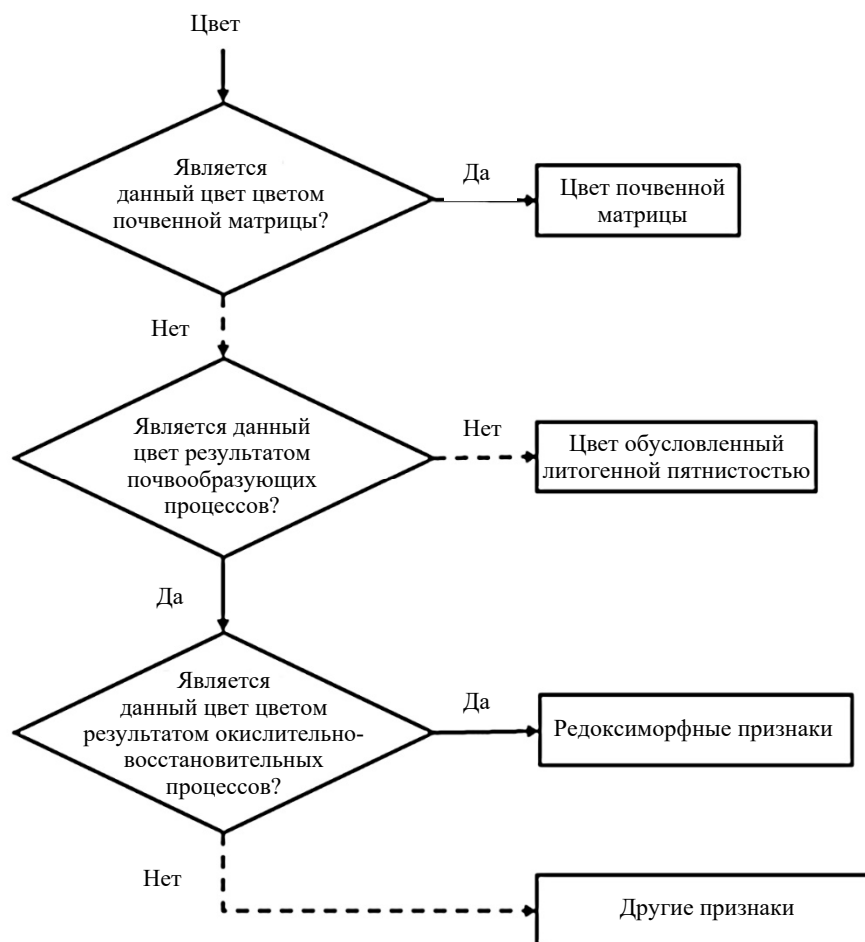 Цвет
Является
данный цвет цветом
почвенной матрицы?
Да
Цвет почвенной
матрицы
Нет
Является данный
цвет результатом
почвообразующих
процессов?
Нет
Цвет обусловленный
литогенной пятнистостью
Да
Является
данный цвет цветом
результатом окислительно-
восстановительных
процессов?
Да
Редоксиморфные признаки
Нет
Другие признаки